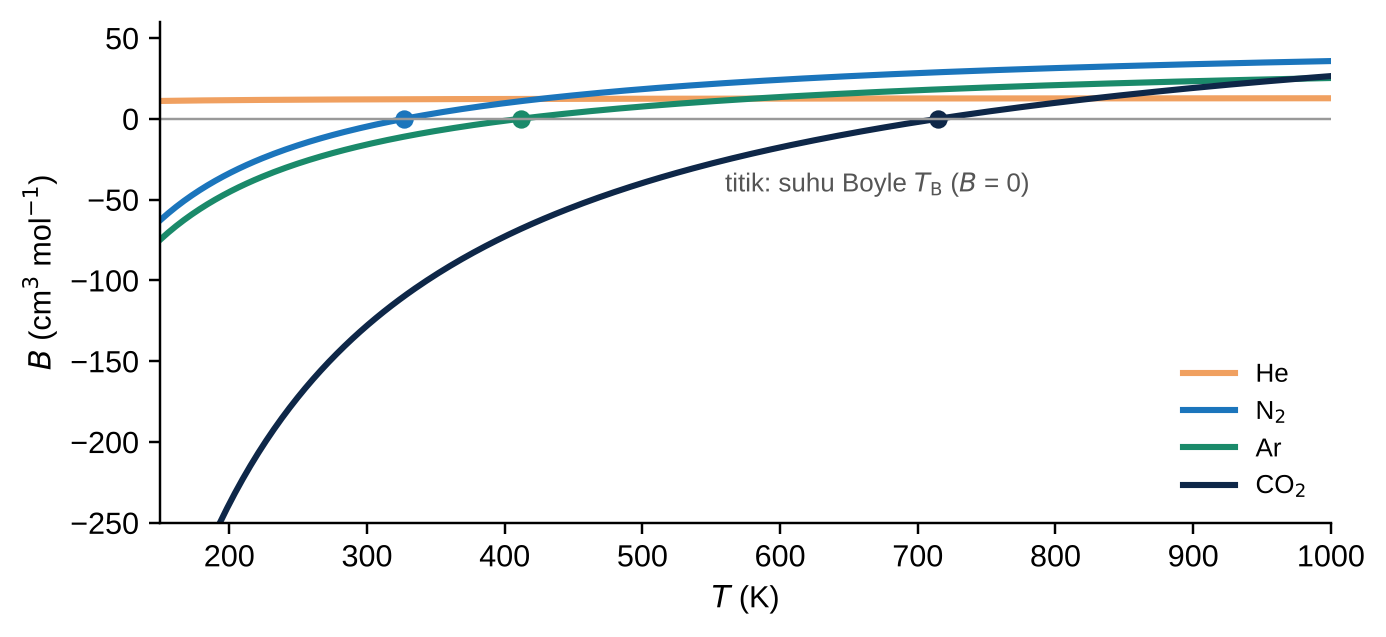 50
0
−50
−100
−150
−200
−250
B (cm³ mol⁻¹)
titik: suhu Boyle T_B (B = 0)
He
N₂
Ar
CO₂
200 300 400 500 600 700 800 900 1000
T (K)